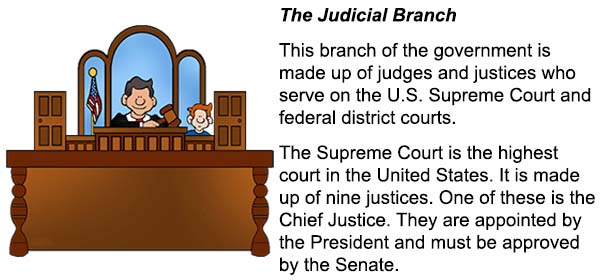 The Judicial Branch
This branch of the government is
made up of judges and justices who
serve on the U.S. Supreme Court and
federal district courts.
The Supreme Court is the highest
court in the United States. It is made
up of nine justices. One of these is the
Chief Justice. They are appointed by
the President and must be approved
by the Senate.